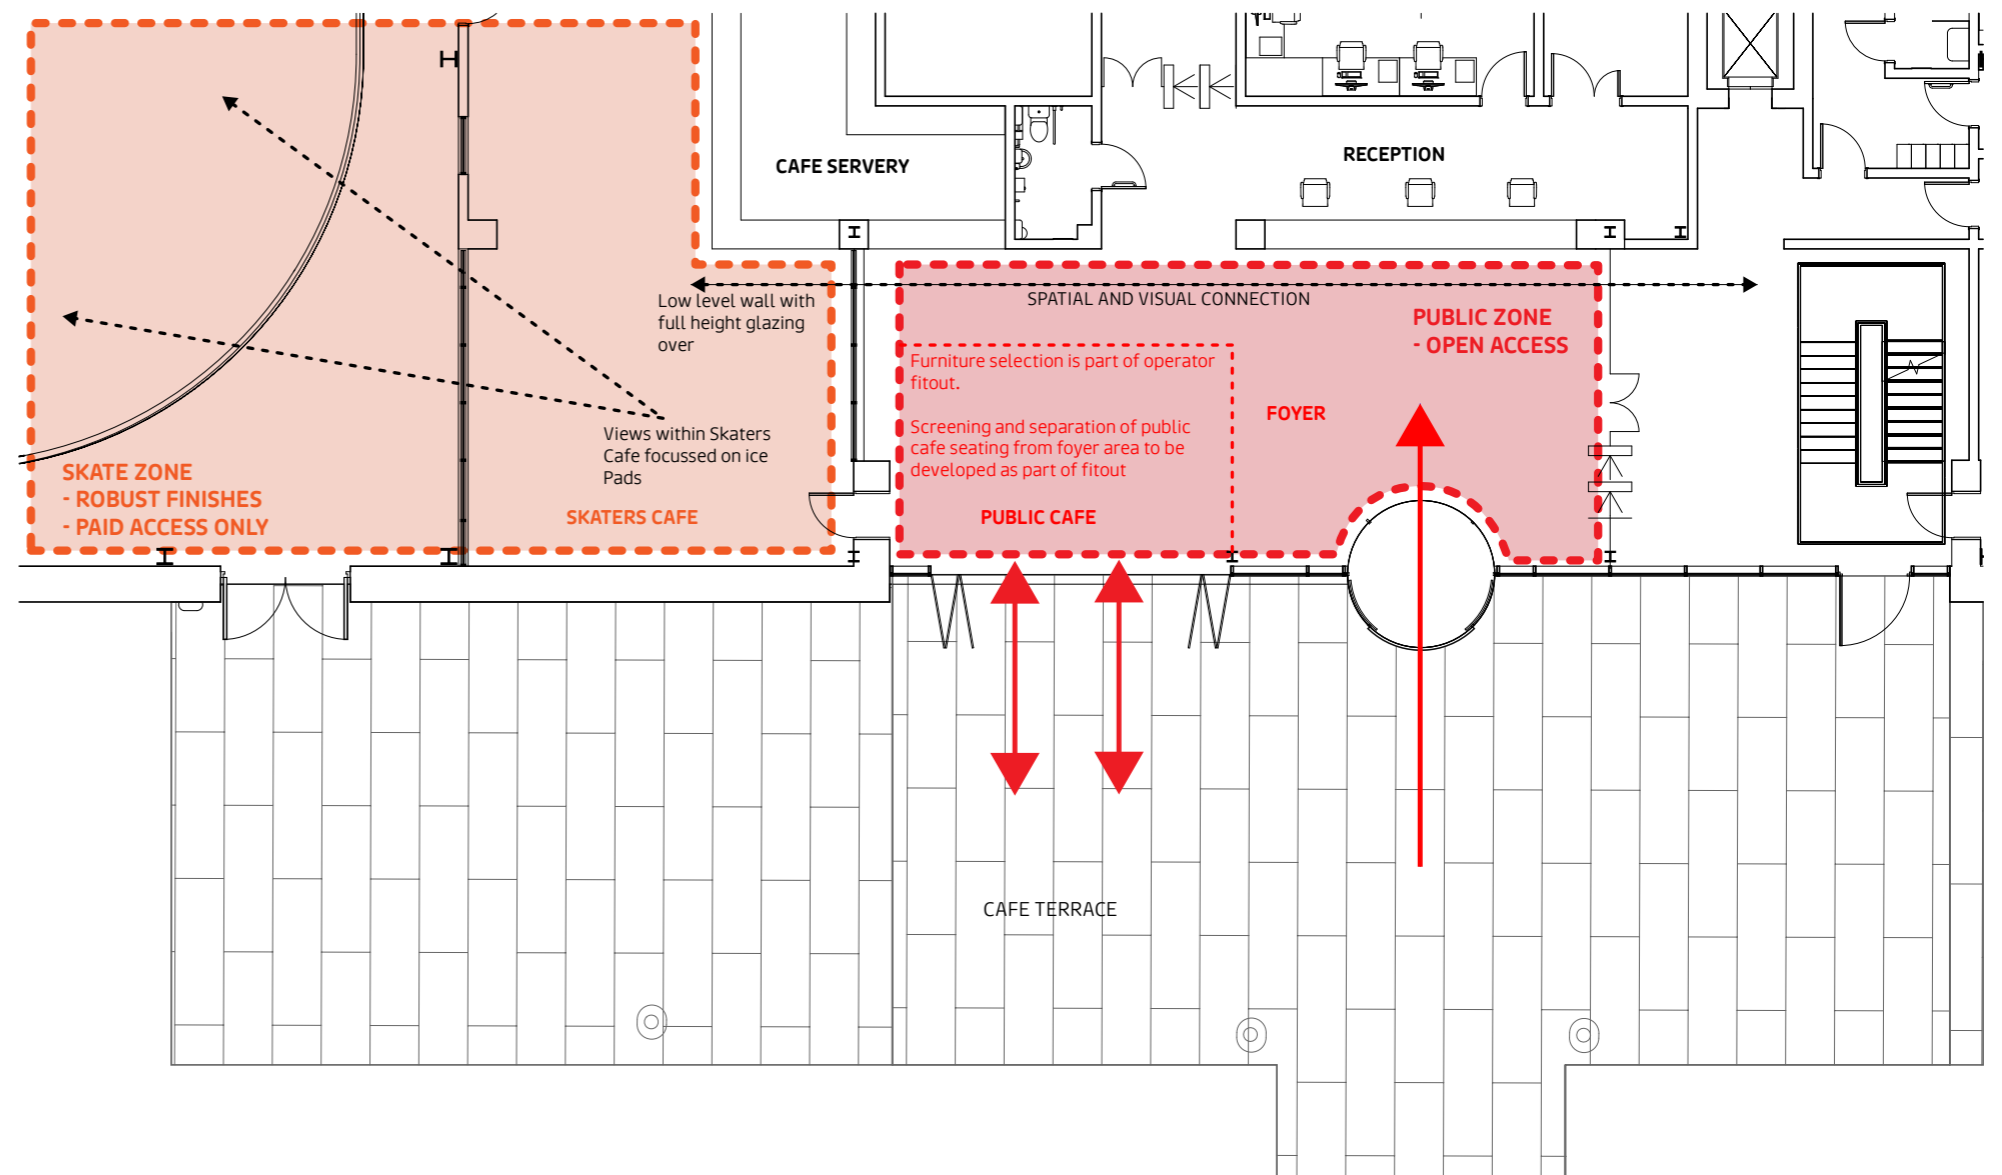 CAFE SERVERY
RECEPTION
Low level wall with
full height glazing
over
SPATIAL AND VISUAL CONNECTION
PUBLIC ZONE
- OPEN ACCESS
Furniture selection is part of operator
fitout.
Screening and separation of public
cafe seating from foyer area to be
developed as part of fitout
FOYER
Views within Skaters
Cafe focussed on ice
Pads
SKATE ZONE
- ROBUST FINISHES
- PAID ACCESS ONLY
SKATERS CAFE
PUBLIC CAFE
CAFE TERRACE